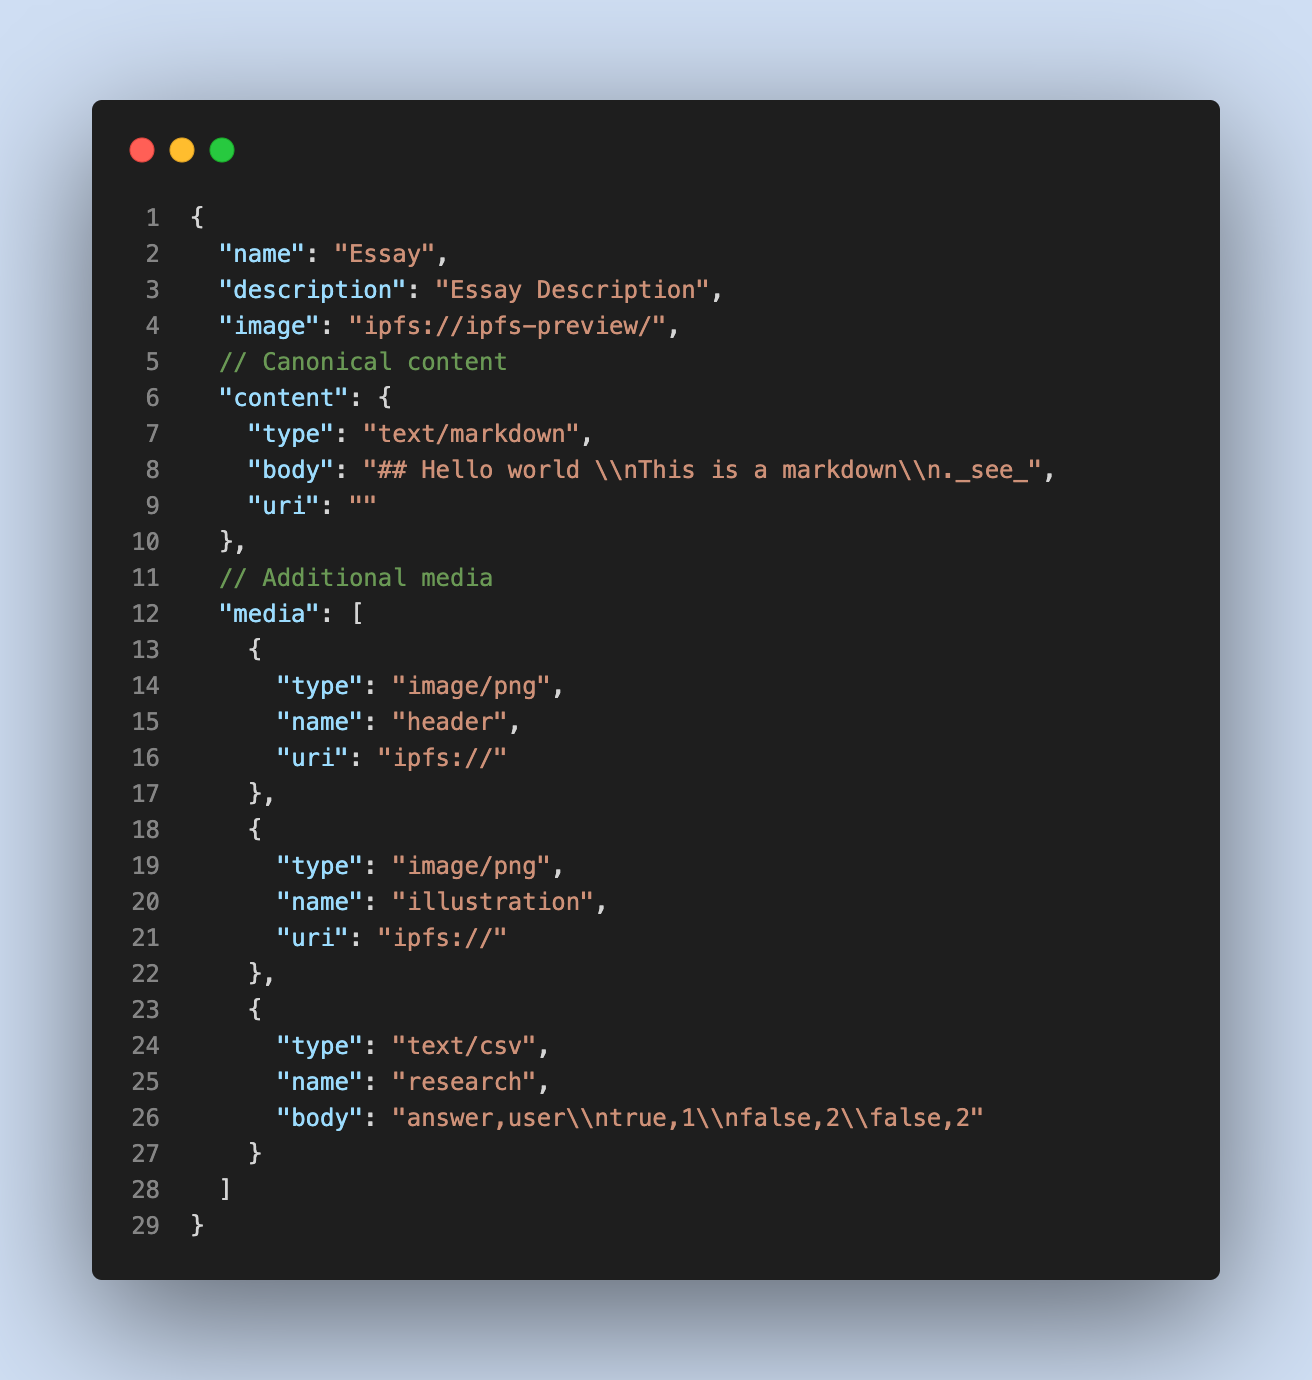 1 {
2   "name": "Essay",
3   "description": "Essay Description",
4   "image": "ipfs://ipfs-preview/",
5   // Canonical content
6   "content": {
7     "type": "text/markdown",
8     "body": "## Hello world \\nThis is a markdown\\n._see_",
9     "uri": ""
10   },
11   // Additional media
12   "media": [
13     {
14       "type": "image/png",
15       "name": "header",
16       "uri": "ipfs://"
17     },
18     {
19       "type": "image/png",
20       "name": "illustration",
21       "uri": "ipfs://"
22     },
23     {
24       "type": "text/csv",
25       "name": "research",
26       "body": "answer,user\\ntrue,1\\nfalse,2\\false,2"
27     }
28   ]
29 }